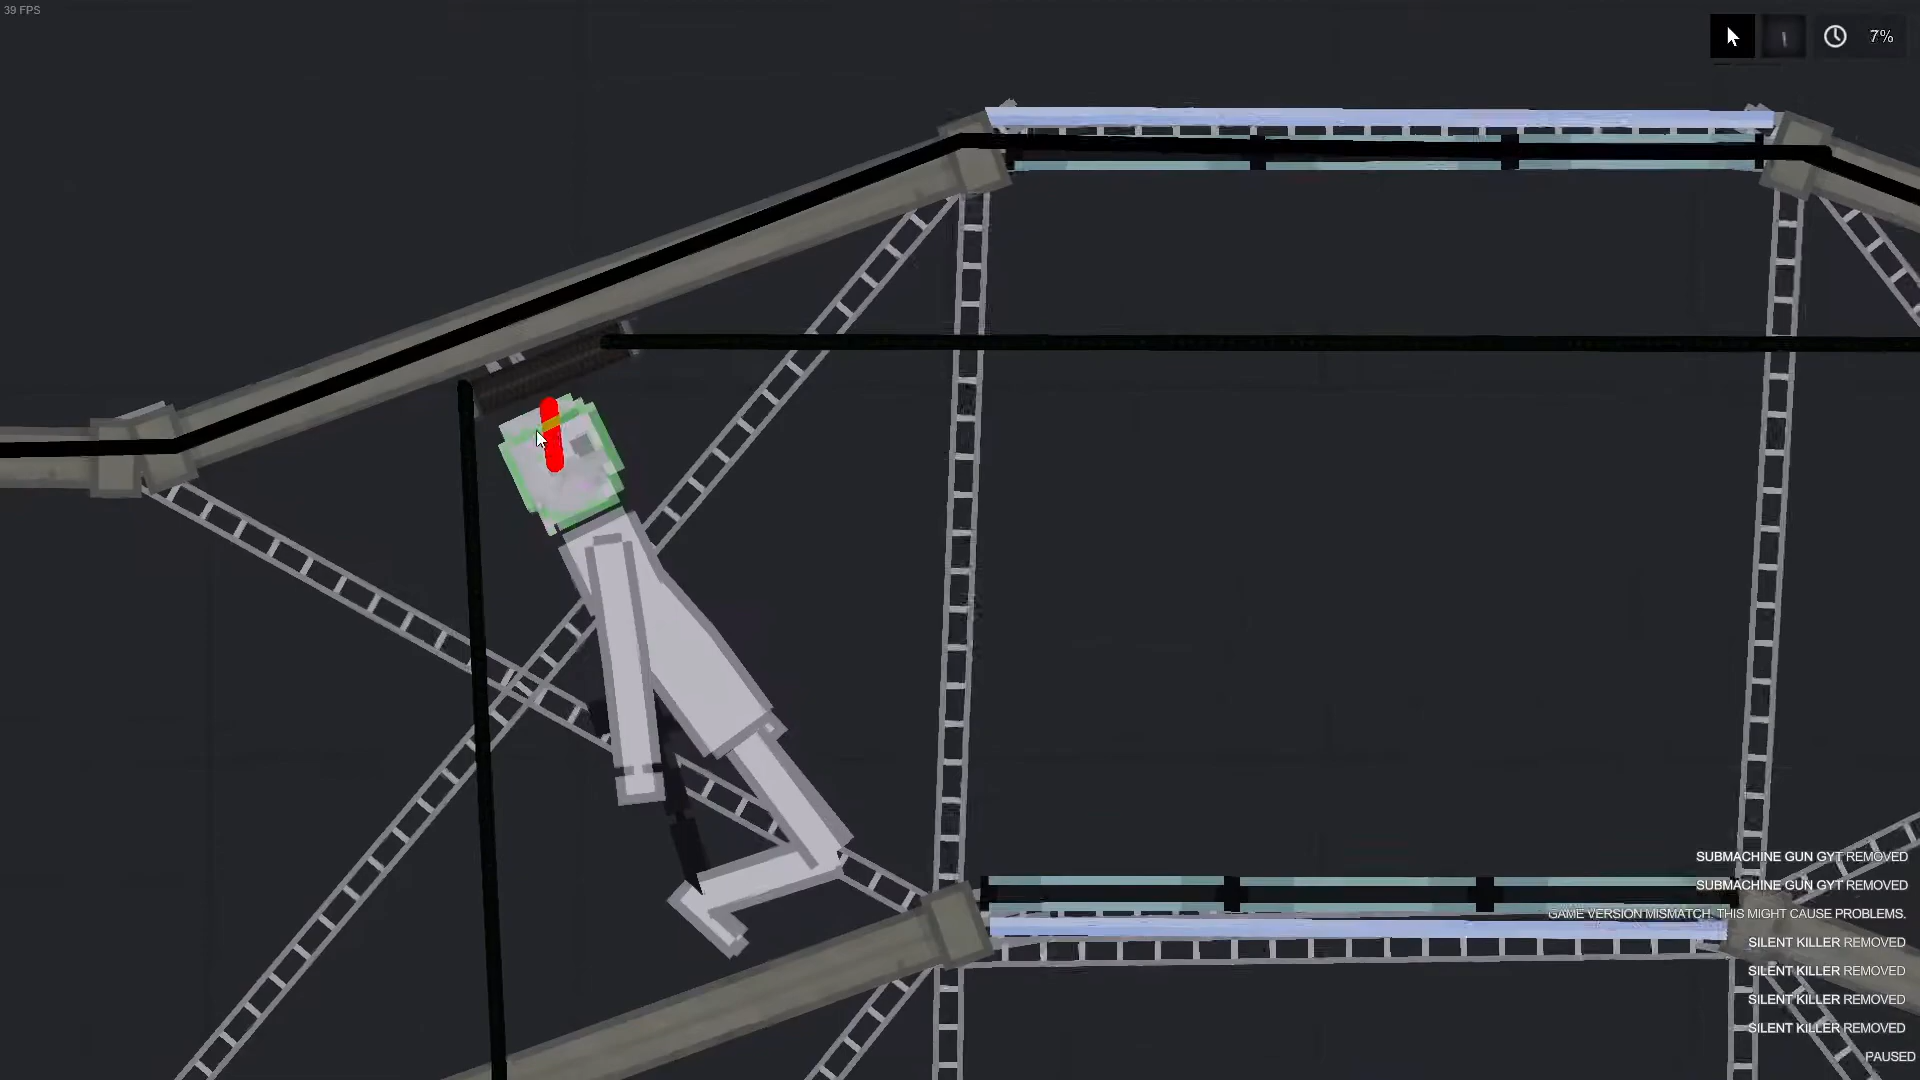 39 FPS
7%
SUBMACHINE GUN GYT REMOVED
SUBMACHINE GUN GYT REMOVED
GAME VERSION MISMATCH. THIS MIGHT CAUSE PROBLEMS.
SILENT KILLER REMOVED
SILENT KILLER REMOVED
SILENT KILLER REMOVED
SILENT KILLER REMOVED
PAUSED